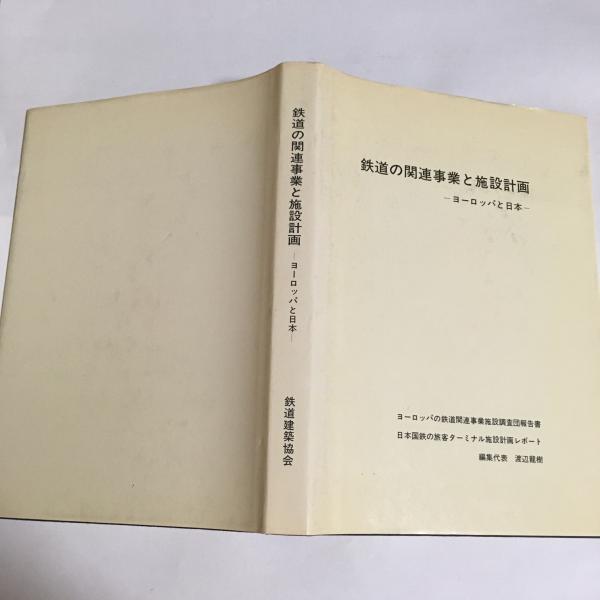 鉄道の関連事業と施設計画
—ヨーロッパと日本—
ヨーロッパの鉄道関連事業施設調査団報告書
日本国鉄の旅客ターミナル施設計画レポート
編集代表 渡辺龍樹
鉄道の関連事業と施設計画
—ヨーロッパと日本—
鉄道建築協会